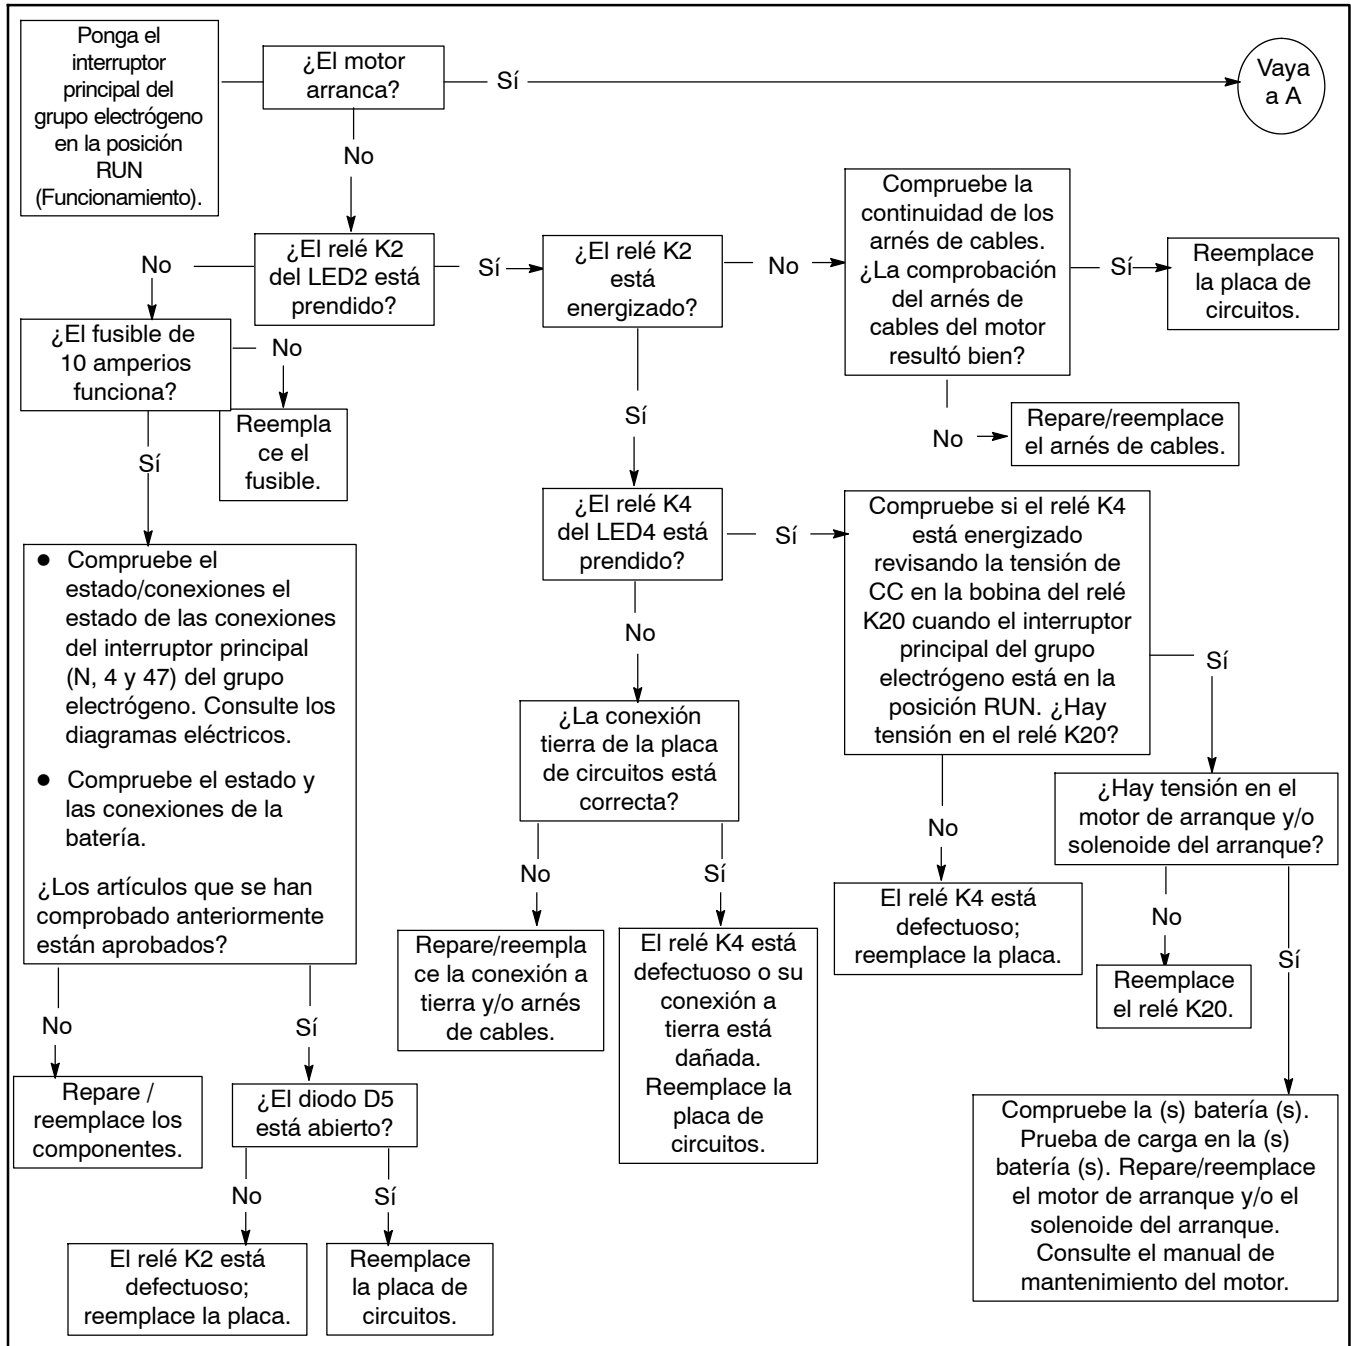 Ponga el
interruptor
principal del
grupo electrógeno
en la posición
RUN
(Funcionamiento).
¿El motor
arranca?
Sí
Vaya
a A
No
¿El relé K2
del LED2 está
prendido?
No
Sí
¿El relé K2
está
energizado?
No
Compruebe la
continuidad de los
arnés de cables.
¿La comprobación
del arnés de
cables del motor
resultó bien?
Sí
Reemplace
la placa de
circuitos.
No
Repare/reemplace
el arnés de cables.
¿El fusible de
10 amperios
funciona?
No
Reempla
ce el
fusible.
Sí
Sí
¿El relé K4
del LED4 está
prendido?
Sí
Compruebe si el relé K4
está energizado
revisando la tensión de
CC en la bobina del relé
K20 cuando el interruptor
principal del grupo
electrógeno está en la
posición RUN. ¿Hay
tensión en el relé K20?
Sí
● Compruebe el
estado/conexiones el
estado de las conexiones
del interruptor principal
(N, 4 y 47) del grupo
electrógeno. Consulte los
diagramas eléctricos.
● Compruebe el estado y
las conexiones de la
batería.
¿Los artículos que se han
comprobado anteriormente
están aprobados?
No
¿La conexión
tierra de la placa
de circuitos está
correcta?
No
¿Hay tensión en el
motor de arranque y/o
solenoide del arranque?
No
Sí
El relé K4 está
defectuoso;
reemplace la placa.
No
Sí
Repare/reempla
ce la conexión a
tierra y/o arnés
de cables.
El relé K4 está
defectuoso o su
conexión a
tierra está
dañada.
Reemplace la
placa de
circuitos.
Reemplace
el relé K20.
No
Sí
Repare /
reemplace los
componentes.
¿El diodo D5
está abierto?
Compruebe la (s) batería (s).
Prueba de carga en la (s)
batería (s). Repare/reemplace
el motor de arranque y/o el
solenoide del arranque.
Consulte el manual de
mantenimiento del motor.
No
Sí
El relé K2 está
defectuoso;
reemplace la placa.
Reemplace
la placa de
circuitos.